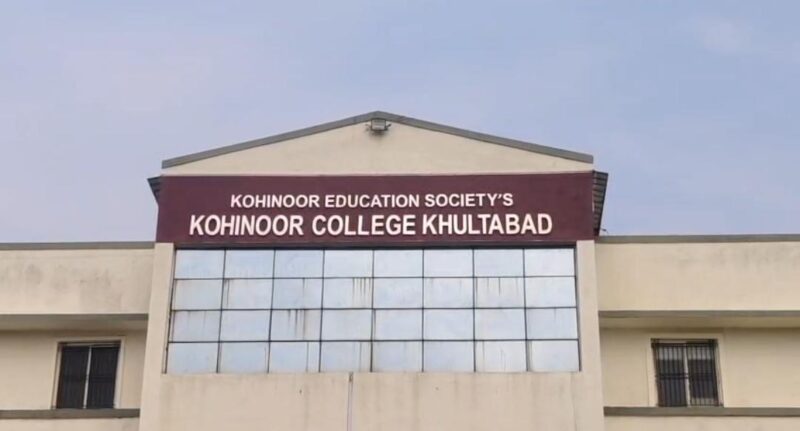 KOHINOOR EDUCATION SOCIETY'S
KOHINOOR COLLEGE KHULTABAD